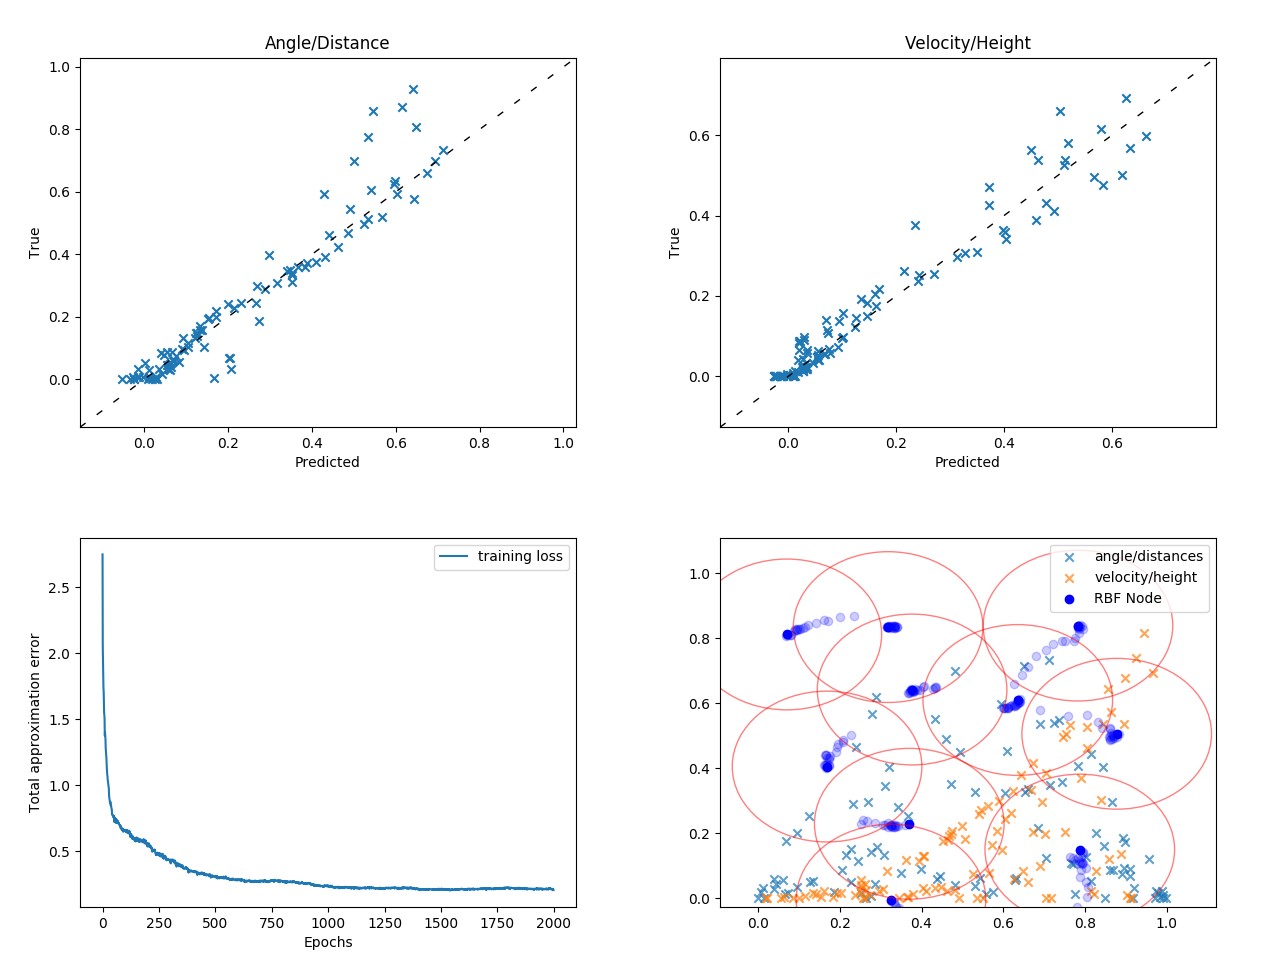 Angle/Distance
1.0
0.8
0.6
0.4
0.2
0.0
True
0.0 0.2 0.4 0.6 0.8 1.0
Predicted
Velocity/Height
0.6
0.4
0.2
0.0
True
0.0 0.2 0.4 0.6
Predicted
training loss
2.5
2.0
1.5
1.0
0.5
Total approximation error
0 250 500 750 1000 1250 1500 1750 2000
Epochs
angle/distances
velocity/height
RBF Node
1.0
0.8
0.6
0.4
0.2
0.0
0.0 0.2 0.4 0.6 0.8 1.0